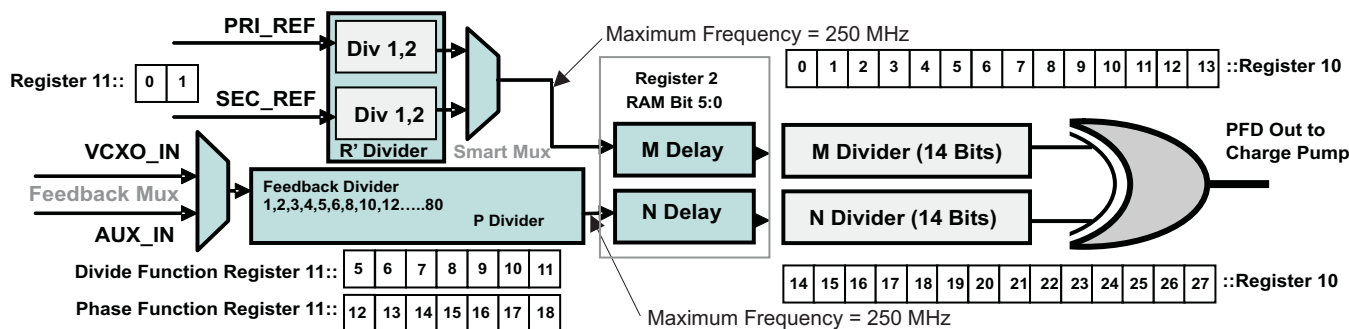 PRI_REF
Div 1,2
Maximum Frequency = 250 MHz
Register 11:: 0 1
SEC_REF
Div 1,2
R' Divider
Smart Mux
Register 2
RAM Bit 5:0
0 1 2 3 4 5 6 7 8 9 10 11 12 13 ::Register 10
VCXO_IN
Feedback Mux
AUX_IN
Feedback Divider
1,2,3,4,5,6,8,10,12.....80
P Divider
M Delay
N Delay
M Divider (14 Bits)
N Divider (14 Bits)
PFD Out to
Charge Pump
Divide Function Register 11:: 5 6 7 8 9 10 11
Phase Function Register 11:: 12 13 14 15 16 17 18
14 15 16 17 18 19 20 21 22 23 24 25 26 27 ::Register 10
Maximum Frequency = 250 MHz